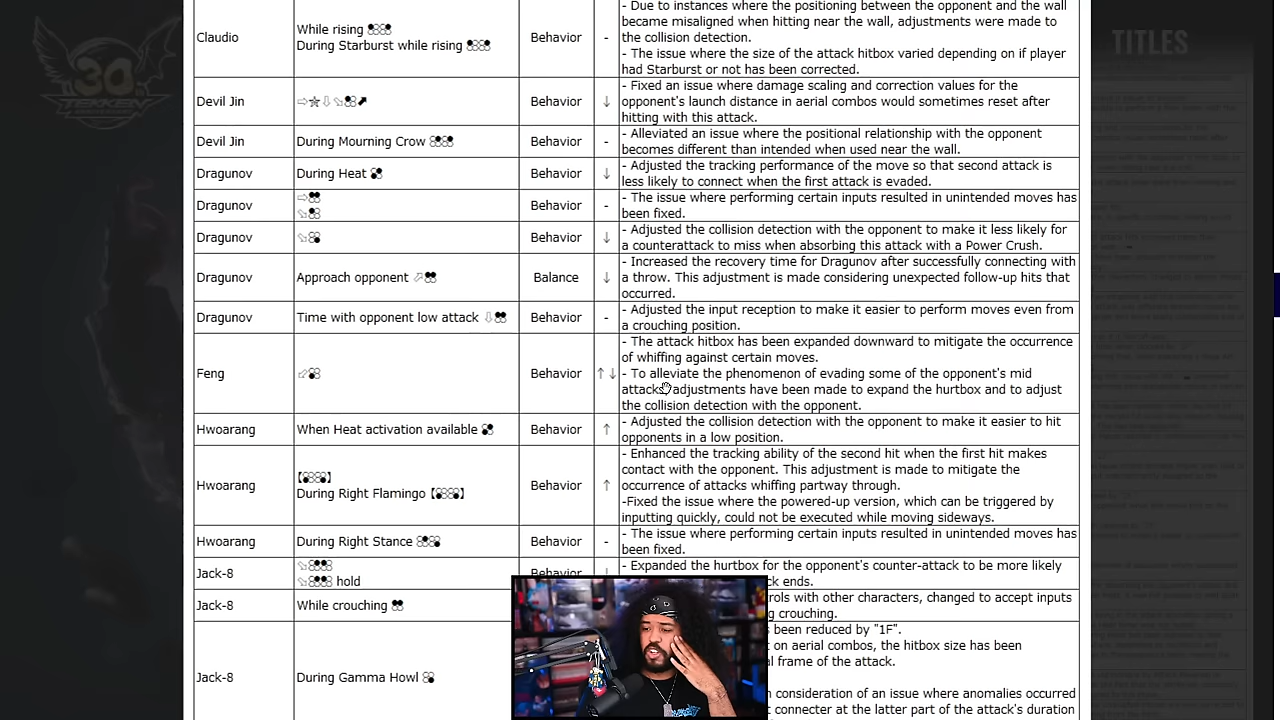 TITLES
30
TEKKEN
- Due to instances where the positioning between the opponent and the wall
became misaligned when hitting near the wall, adjustments were made to
the collision detection.
- The issue where the size of the attack hitbox varied depending on if player
had Starburst or not has been corrected.
Claudio
While rising
During Starburst while rising
Behavior
-
Devil Jin
Behavior
↓
- Fixed an issue where damage scaling and correction values for the
opponent's launch distance in aerial combos would sometimes reset after
hitting with this attack.
Devil Jin
During Mourning Crow
Behavior
-
- Alleviated an issue where the positional relationship with the opponent
becomes different than intended when used near the wall.
Dragunov
During Heat
Behavior
↓
- Adjusted the tracking performance of the move so that second attack is
less likely to connect when the first attack is evaded.
Dragunov
Behavior
-
- The issue where performing certain inputs resulted in unintended moves has
been fixed.
Dragunov
Behavior
↓
- Adjusted the collision detection with the opponent to make it less likely for
a counterattack to miss when absorbing this attack with a Power Crush.
Dragunov
Approach opponent
Balance
↓
- Increased the recovery time for Dragunov after successfully connecting with
a throw. This adjustment is made considering unexpected follow-up hits that
occurred.
Dragunov
Time with opponent low attack
Behavior
-
- Adjusted the input reception to make it easier to perform moves even from
a crouching position.
Feng
Behavior
↑↓
- The attack hitbox has been expanded downward to mitigate the occurrence
of whiffing against certain moves.
- To alleviate the phenomenon of evading some of the opponent's mid
attacks, adjustments have been made to expand the hurtbox and to adjust
the collision detection with the opponent.
Hwoarang
When Heat activation available
Behavior
↑
- Adjusted the collision detection with the opponent to make it easier to hit
opponents in a low position.
Hwoarang
During Right Flamingo
Behavior
↑
- Enhanced the tracking ability of the second hit when the first hit makes
contact with the opponent. This adjustment is made to mitigate the
occurrence of attacks whiffing partway through.
-Fixed the issue where the powered-up version, which can be triggered by
inputting quickly, could not be executed while moving sideways.
Hwoarang
During Right Stance
Behavior
-
- The issue where performing certain inputs resulted in unintended moves has
been fixed.
Jack-8
hold
Behavior
- Expanded the hurtbox for the opponent's counter-attack to be more likely
ck ends.
Jack-8
While crouching
rols with other characters, changed to accept inputs
g crouching.
Jack-8
During Gamma Howl
been reduced by "1F".
on aerial combos, the hitbox size has been
l frame of the attack.
consideration of an issue where anomalies occurred
connecter at the latter part of the attack's duration